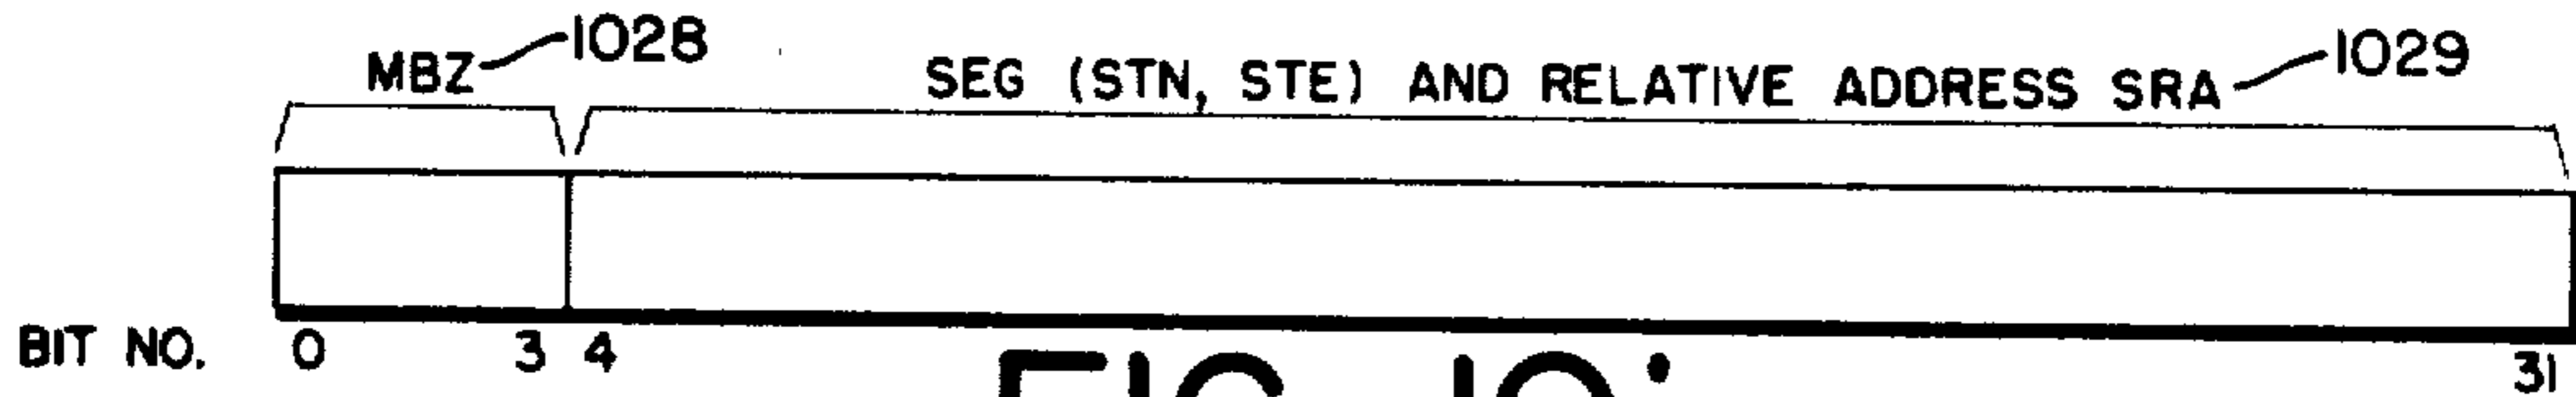 MBZ 1028
SEG (STN, STE) AND RELATIVE ADDRESS SRA 1029
BIT NO. 0 3 4 31